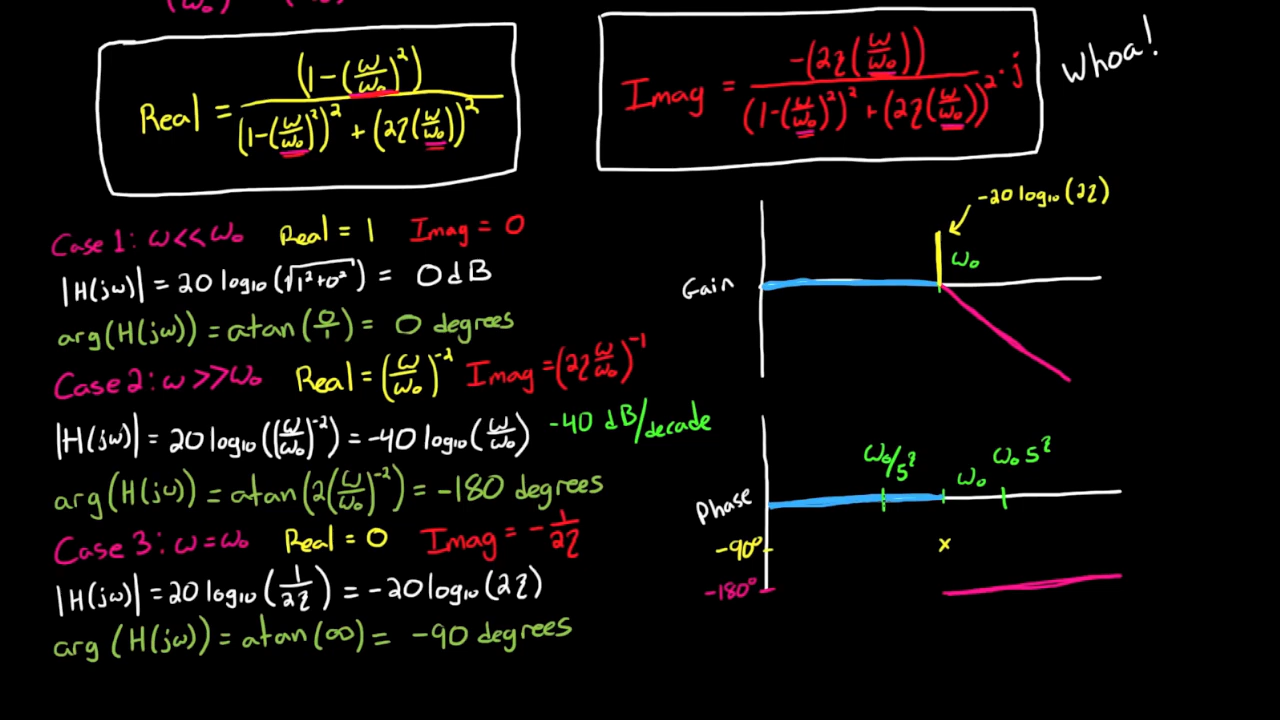 (ω₀) (ω₀)
Real = (1-(ω/ω₀)²) / ((1-(ω/ω₀)²)² + (2ζ(ω/ω₀))²)
Imag = -(2ζ(ω/ω₀)) / ((1-(ω/ω₀)²)² + (2ζ(ω/ω₀))²) · j
Whoa!
Case 1: ω<<ω₀ Real = 1 Imag = 0
|H(jω)| = 20 log₁₀(√(1²+0²)) = 0 dB
arg(H(jω)) = atan(0/1) = 0 degrees
Case 2: ω>>ω₀ Real = (ω/ω₀)⁻² Imag = (2ζ ω/ω₀)⁻¹
|H(jω)| = 20 log₁₀((ω/ω₀)⁻²) = -40 log₁₀(ω/ω₀) -40 dB/decade
arg(H(jω)) = atan(2(ω/ω₀)⁻²) = -180 degrees
Case 3: ω=ω₀ Real = 0 Imag = -1/2ζ
|H(jω)| = 20 log₁₀(1/2ζ) = -20 log₁₀(2ζ)
arg(H(jω)) = atan(∞) = -90 degrees
-20 log₁₀(2ζ)
ω₀
Gain
ω₀/5^ζ ω₀ ω₀5^ζ
Phase
-90° x
-180°